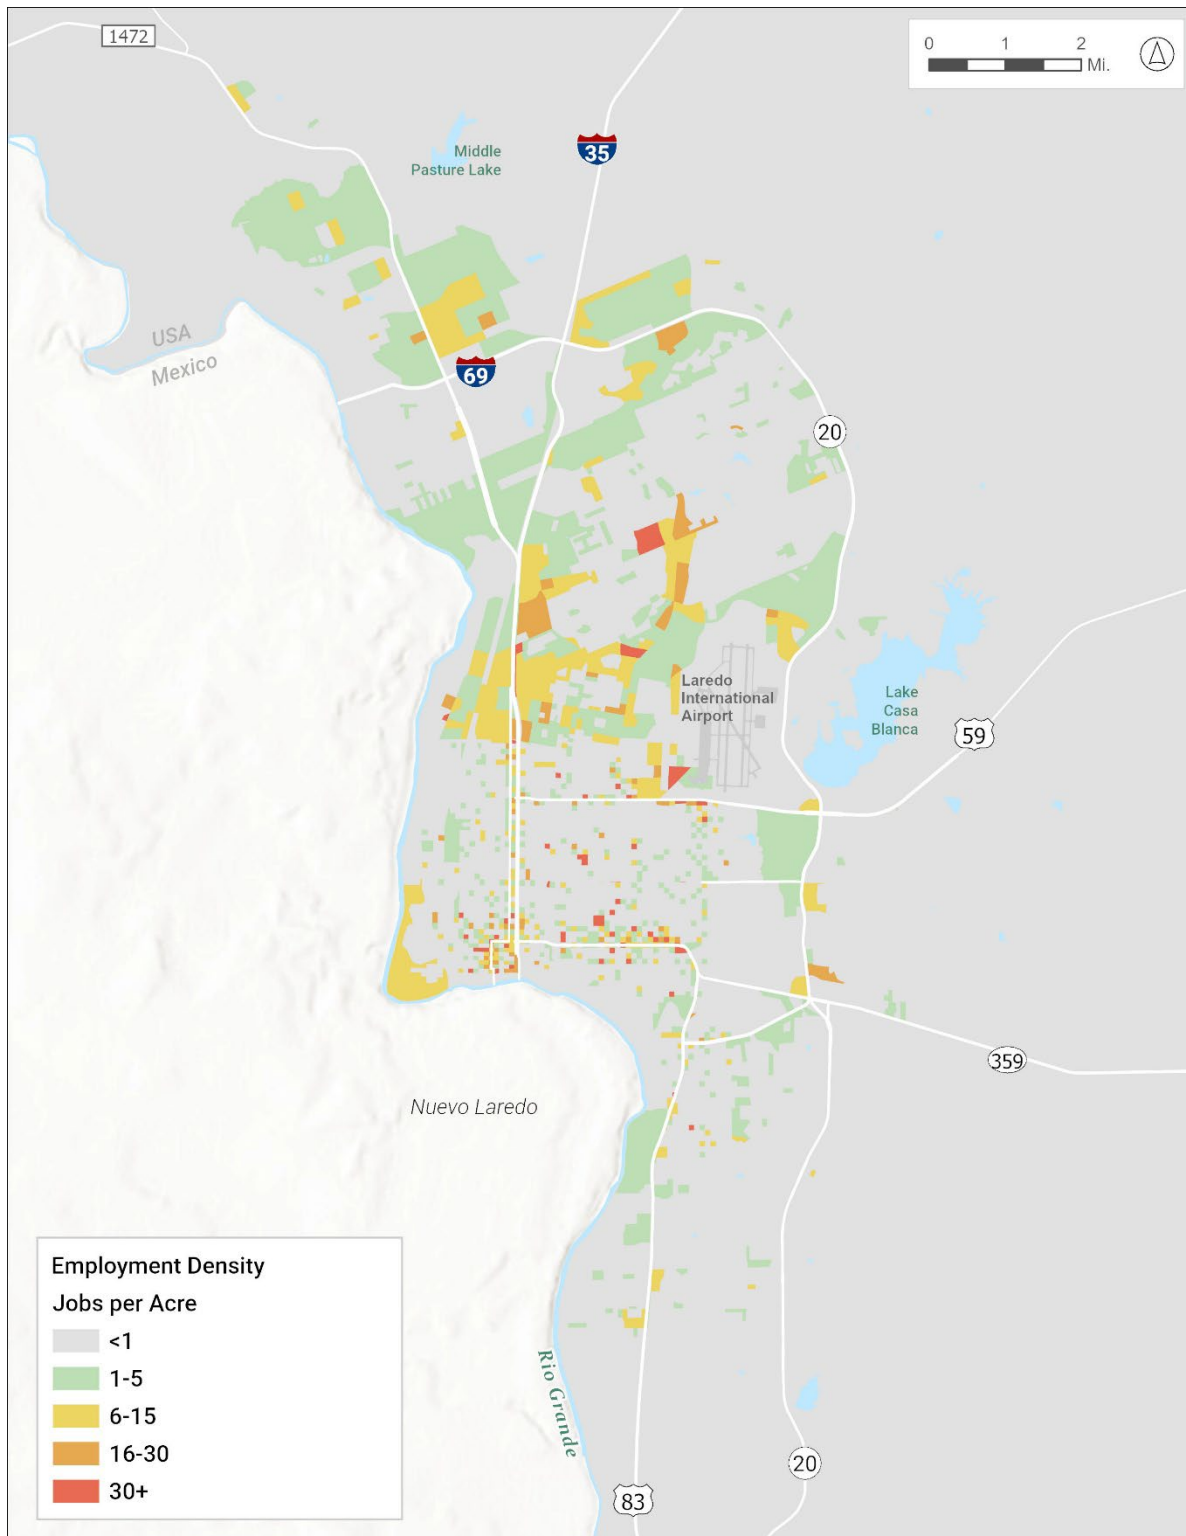 1472
0 1 2
Mi.
Middle
Pasture Lake
35
USA
Mexico
69
20
Laredo
International
Airport
Lake
Casa
Blanca
59
359
Nuevo Laredo
Employment Density
Jobs per Acre
<1
1-5
6-15
16-30
30+
Rio Grande
20
83